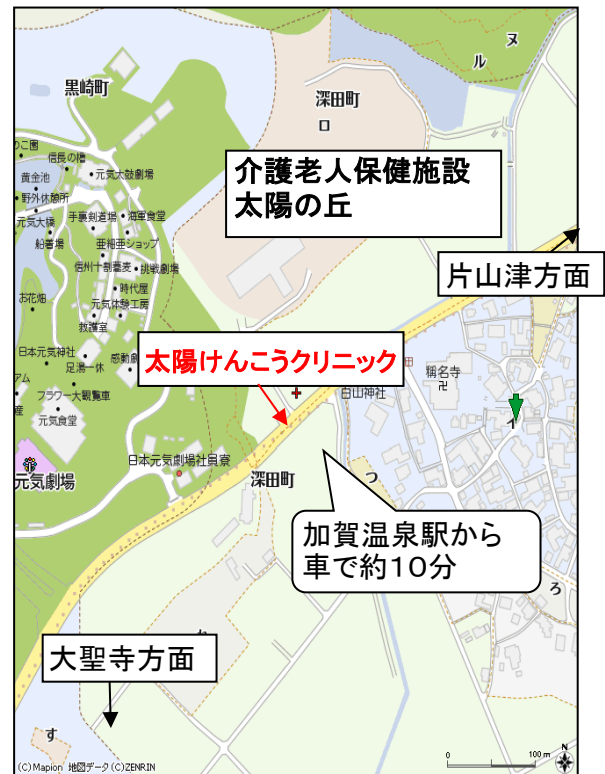 ヌ
ル
黒崎町
深田町
ロ
信長の櫓
元気太鼓劇場
黄金池
野外休憩所
手裏剣道場
海軍食堂
元気大橋
船着場
亜細亜ショップ
信州十割蕎麦
挑戦劇場
時代屋
お花畑
元気体験工房
救護室
日本元気神社
足湯一休
感動劇
フラワー大観覧車
元気食堂
元気劇場
介護老人保健施設
太陽の丘
片山津方面
太陽けんこうクリニック
白山神社
稱名寺
卍
イ
日本元気劇場社員寮
深田町
つ
加賀温泉駅から
車で約10分
ろ
大聖寺方面
す
0 100 m
N
(C)Mapion 地図データ(C)ZENRIN